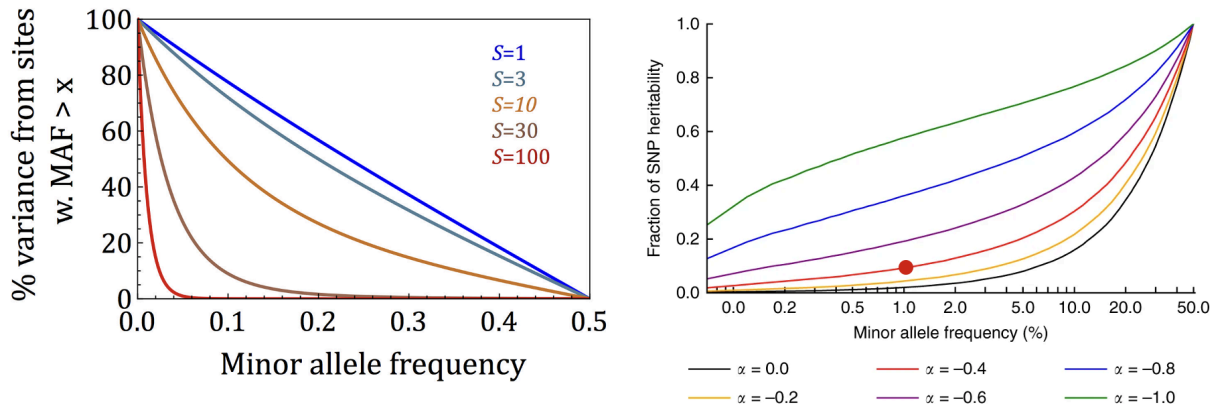 % variance from sites
w. MAF > x
100
80
60
40
20
0
0.0
0.1
0.2
0.3
0.4
0.5
Minor allele frequency
S=1
S=3
S=10
S=30
S=100
Fraction of SNP heritability
1.0
0.8
0.6
0.4
0.2
0.0
0.0
0.2
0.5
1.0
2.0
5.0
10.0
20.0
50.0
Minor allele frequency (%)
α = 0.0
α = –0.4
α = –0.8
α = –0.2
α = –0.6
α = –1.0